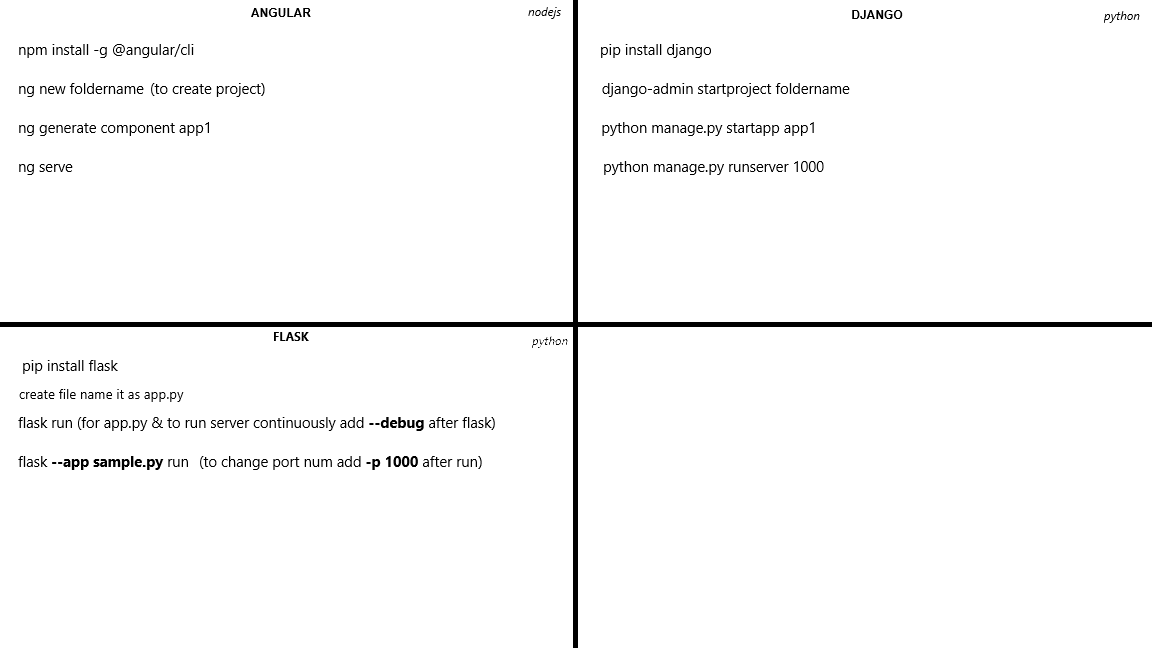 ANGULAR
nodejs
npm install -g @angular/cli
ng new foldername (to create project)
ng generate component app1
ng serve
DJANGO
python
pip install django
django-admin startproject foldername
python manage.py startapp app1
python manage.py runserver 1000
FLASK
python
pip install flask
create file name it as app.py
flask run (for app.py & to run server continuously add --debug after flask)
flask --app sample.py run (to change port num add -p 1000 after run)